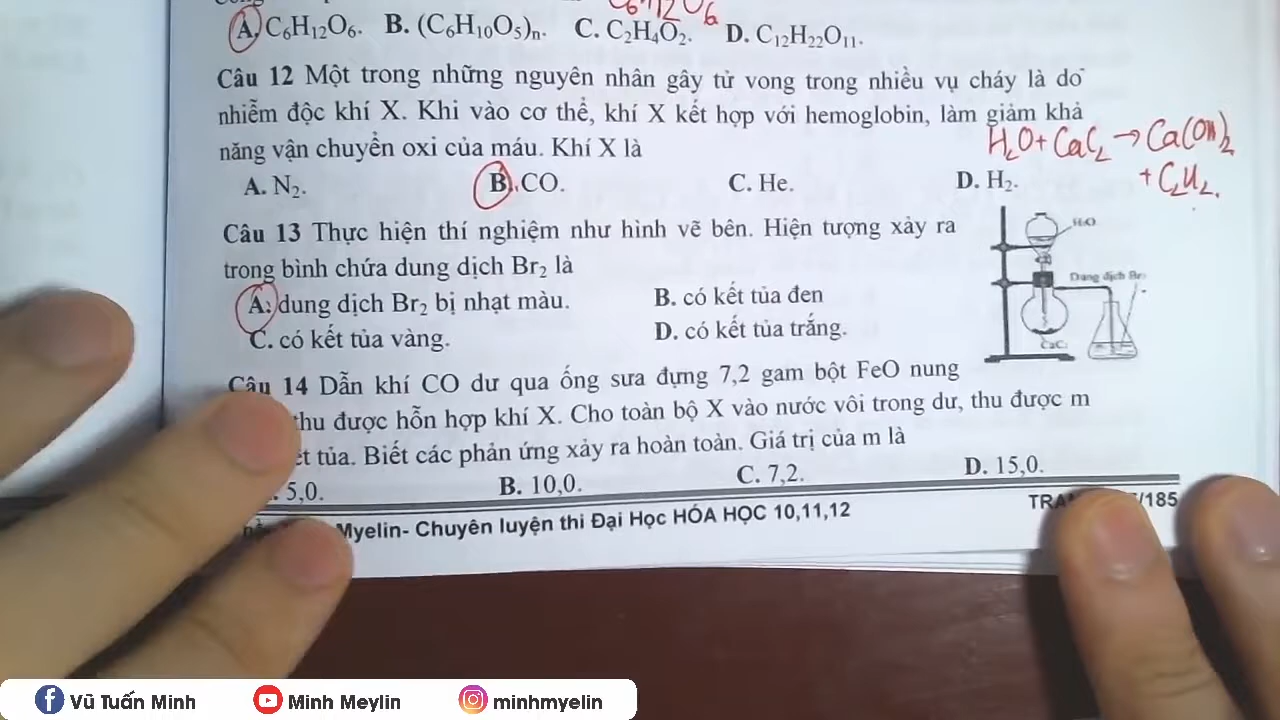 C6H12O6
A. C₆H₁₂O₆. B. (C₆H₁₀O₅)ₙ. C. C₂H₄O₂. D. C₁₂H₂₂O₁₁.
Câu 12 Một trong những nguyên nhân gây tử vong trong nhiều vụ cháy là do
nhiễm độc khí X. Khi vào cơ thể, khí X kết hợp với hemoglobin, làm giảm khả
năng vận chuyển oxi của máu. Khí X là
A. N₂. B. CO. C. He. D. H₂.
H₂O + CaC₂ → Ca(OH)₂
+ C₂H₂.
Câu 13 Thực hiện thí nghiệm như hình vẽ bên. Hiện tượng xảy ra
trong bình chứa dung dịch Br₂ là
A. dung dịch Br₂ bị nhạt màu. B. có kết tủa đen
C. có kết tủa vàng. D. có kết tủa trắng.
H₂O
Dung dịch Br₂
CaC₂
Câu 14 Dẫn khí CO dư qua ống sưa đựng 7,2 gam bột FeO nung
thu được hỗn hợp khí X. Cho toàn bộ X vào nước vôi trong dư, thu được m
tủa. Biết các phản ứng xảy ra hoàn toàn. Giá trị của m là
5,0. B. 10,0. C. 7,2. D. 15,0.
Myelin- Chuyên luyện thi Đại Học HÓA HỌC 10,11,12
/185
Vũ Tuấn Minh Minh Meylin minhmyelin